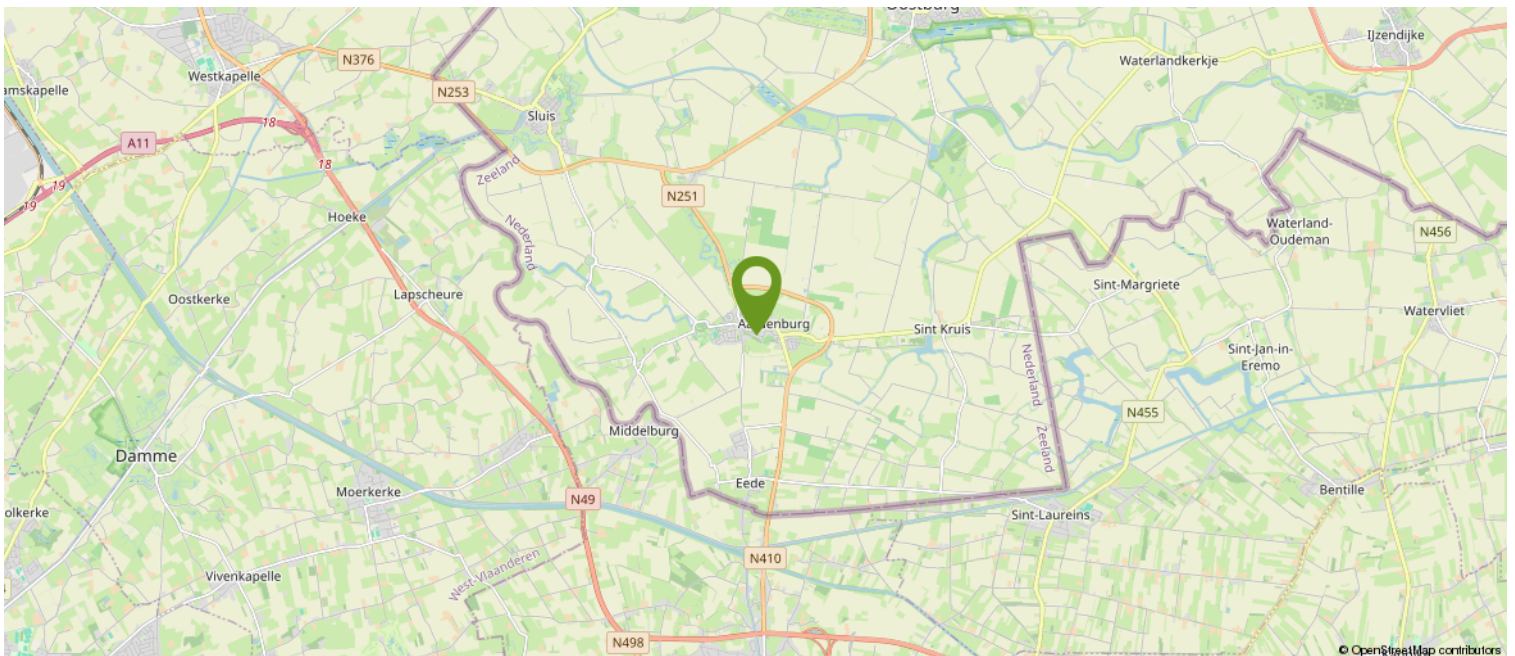 Oostburg
IJzendijke
N376
Waterlandkerkje
Westkapelle
amskapelle
N253
Sluis
18
A11
18
Zeeland
19
N251
19
Hoeke
Nederland
Waterland-
Oudeman
N456
Sint-Margriete
Oostkerke
Lapscheure
Watervliet
Sint Kruis
Sint-Jan-in-
Eremo
Nederland
N455
Middelburg
Zeeland
Damme
Eede
Moerkerke
N49
Bentille
olkerke
Sint-Laureins
N410
West-Vlaanderen
Vivenkapelle
N498
© OpenStreetMap contributors